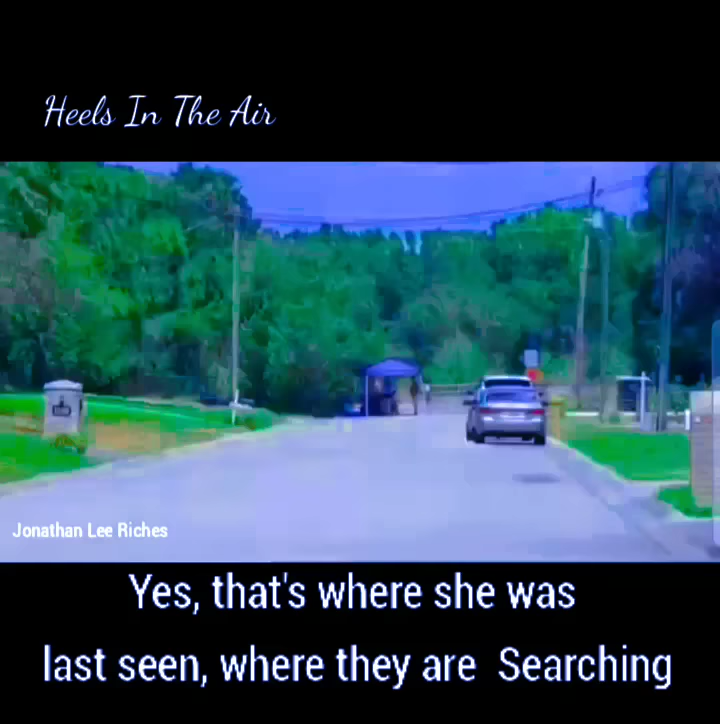 Heels In The Air
Jonathan Lee Riches
Yes, that's where she was
last seen, where they are Searching